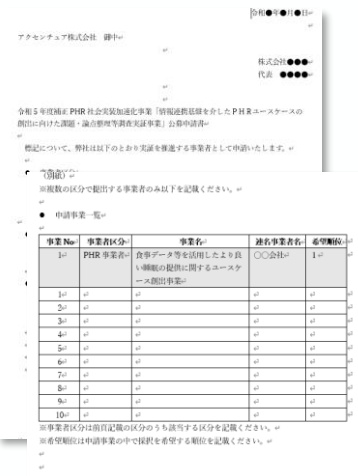 令和●年●月●日
アクセンチュア株式会社　御中
株式会社●●●
代表　●●●●
令和5年度補正PHR社会実装加速化事業「情報連携基盤を介したPHRユースケースの
創出に向けた課題・論点整理等調査実証事業」公募申請書
標記について、弊社は以下のとおり実証を推進する事業者として申請いたします。
(別紙)
※複数の区分で提出する事業者のみ以下を記載ください。
● 申請事業一覧
事業No 事業者区分 事業名 連名事業者名 希望順位
1 PHR事業者 食事データ等を活用したより良 〇〇会社 1
い睡眠の提供に関するユースケ
ース創出事業
1
2
3
4
5
6
7
8
9
10
※事業者区分は前頁記載の区分のうち該当する区分を記載ください。
※希望順位は申請事業の中で採択を希望する順位を記載ください。